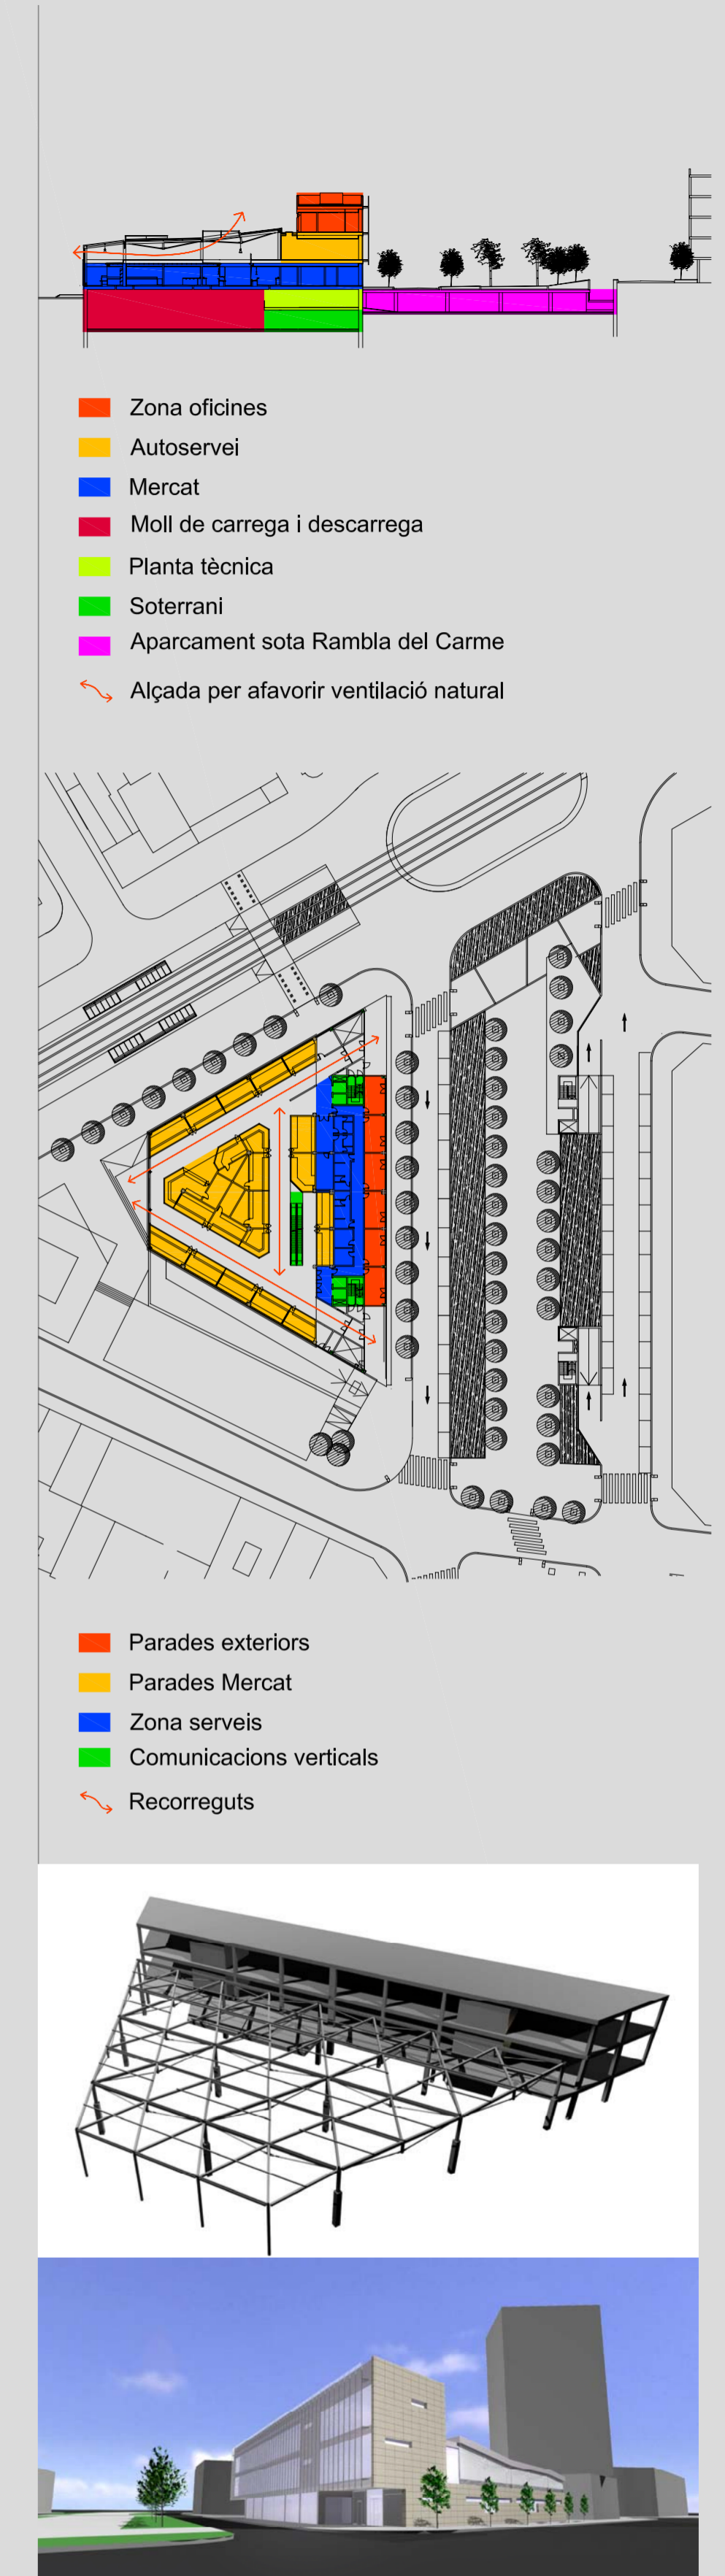 Zona oficines
Autoservei
Mercat
Moll de carrega i descarrega
Planta tècnica
Soterrani
Aparcament sota Rambla del Carme
Alçada per afavorir ventilació natural
Parades exteriors
Parades Mercat
Zona serveis
Comunicacions verticals
Recorreguts